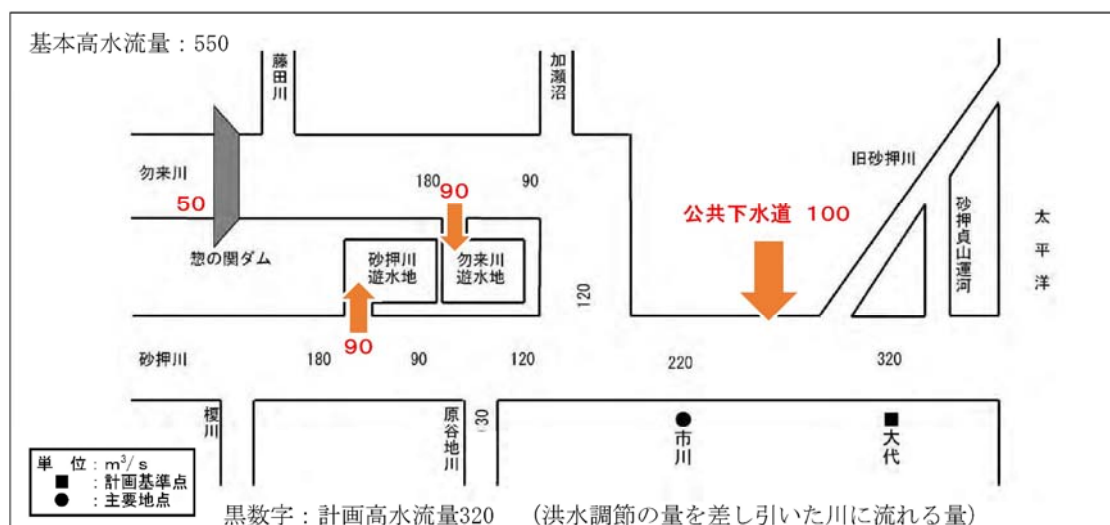 基本高水流量：550
藤田川
加瀬沼
勿来川
50
惣の関ダム
180
90
90
砂押川
遊水地
勿来川
遊水地
120
公共下水道 100
旧砂押川
砂押貞山運河
太平洋
砂押川
180
90
90
120
220
320
榎川
原谷地川
(30)
市川
大代
単 位：m³/s
■：計画基準点
●：主要地点
黒数字：計画高水流量320 （洪水調節の量を差し引いた川に流れる量）